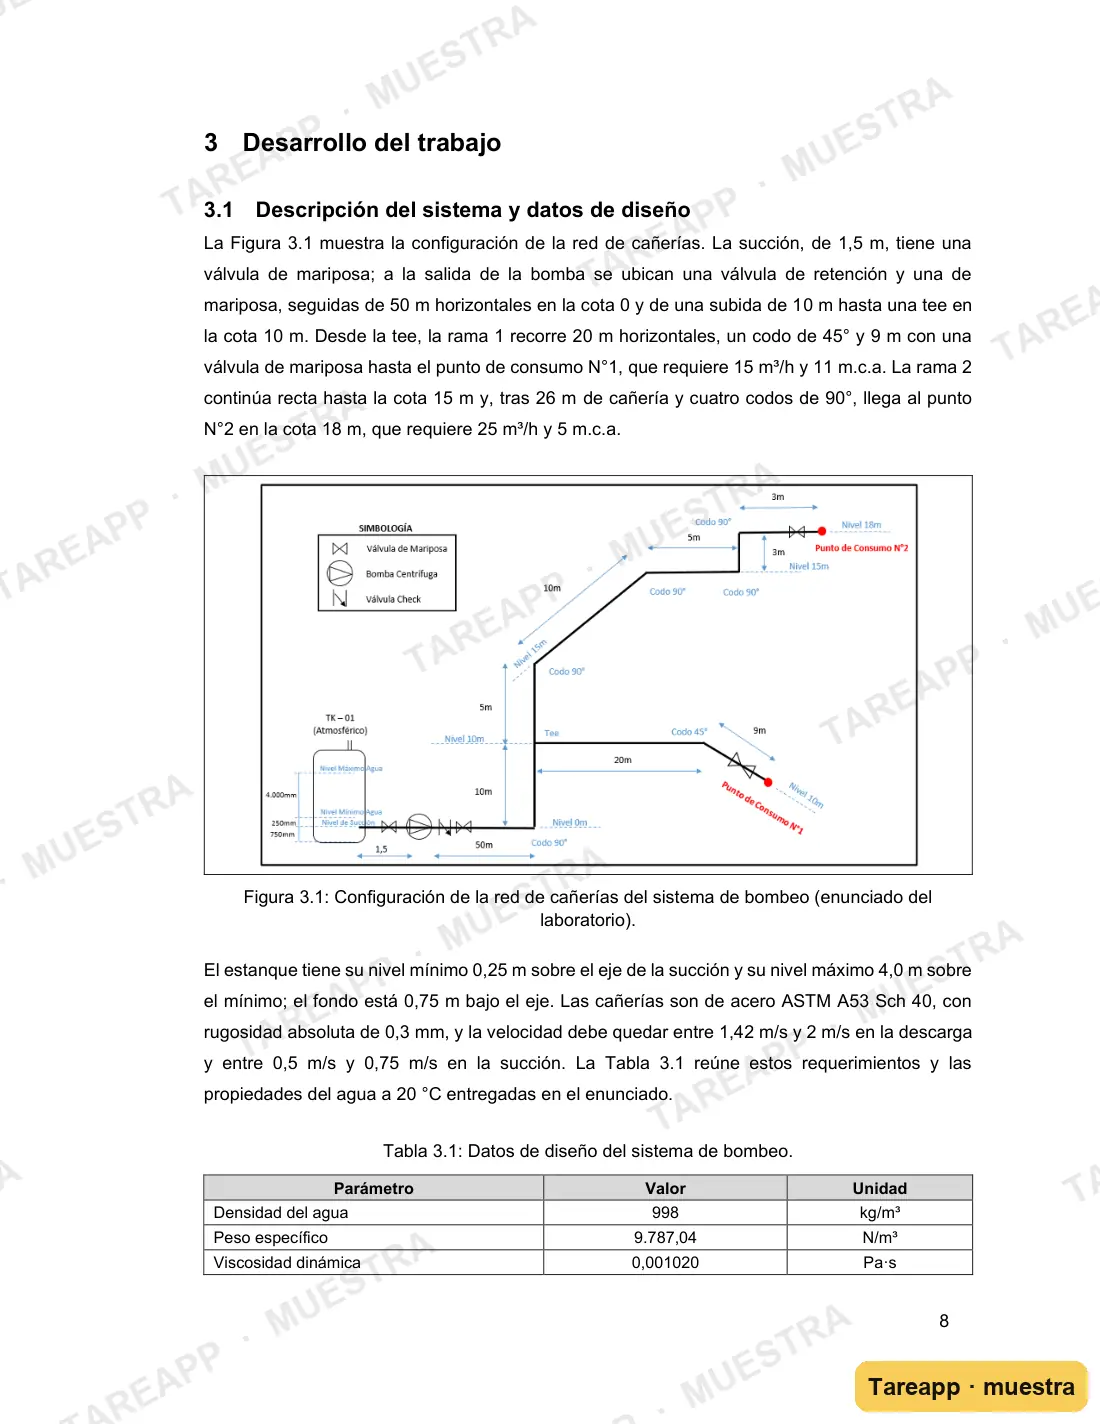 3 Desarrollo del trabajo
3.1 Descripción del sistema y datos de diseño
La Figura 3.1 muestra la configuración de la red de cañerías. La succión, de 1,5 m, tiene una
válvula de mariposa; a la salida de la bomba se ubican una válvula de retención y una de
mariposa, seguidas de 50 m horizontales en la cota 0 y de una subida de 10 m hasta una tee en
la cota 10 m. Desde la tee, la rama 1 recorre 20 m horizontales, un codo de 45° y 9 m con una
válvula de mariposa hasta el punto de consumo N°1, que requiere 15 m³/h y 11 m.c.a. La rama 2
continúa recta hasta la cota 15 m y, tras 26 m de cañería y cuatro codos de 90°, llega al punto
N°2 en la cota 18 m, que requiere 25 m³/h y 5 m.c.a.
SIMBOLOGÍA
Válvula de Mariposa
Bomba Centrífuga
Válvula Check
3m
Codo 90°
Nivel 18m
5m
Punto de Consumo N°2
3m
Nivel 15m
10m
Codo 90°
Codo 90°
Nivel 15m
Codo 90°
5m
TK – 01
(Atmosférico)
Tee
Codo 45°
9m
Nivel 10m
20m
Nivel Máximo Agua
4.000mm
10m
Nivel 10m
Punto de Consumo N°1
Nivel Mínimo Agua
250mm
Nivel de Succión
750mm
Nivel 0m
1,5
50m
Codo 90°
Figura 3.1: Configuración de la red de cañerías del sistema de bombeo (enunciado del
laboratorio).
El estanque tiene su nivel mínimo 0,25 m sobre el eje de la succión y su nivel máximo 4,0 m sobre
el mínimo; el fondo está 0,75 m bajo el eje. Las cañerías son de acero ASTM A53 Sch 40, con
rugosidad absoluta de 0,3 mm, y la velocidad debe quedar entre 1,42 m/s y 2 m/s en la descarga
y entre 0,5 m/s y 0,75 m/s en la succión. La Tabla 3.1 reúne estos requerimientos y las
propiedades del agua a 20 °C entregadas en el enunciado.
Tabla 3.1: Datos de diseño del sistema de bombeo.
Parámetro Valor Unidad
Densidad del agua 998 kg/m³
Peso específico 9.787,04 N/m³
Viscosidad dinámica 0,001020 Pa·s
8
Tareapp · muestra
TAREAPP · MUESTRA
TAREAPP · MUESTRA
TAREAPP · MUESTRA
TAREAPP · MUESTRA
TAREAPP · MUESTRA
TAREAPP · MUESTRA
TAREAPP · MUESTRA
TAREAPP · MUESTRA